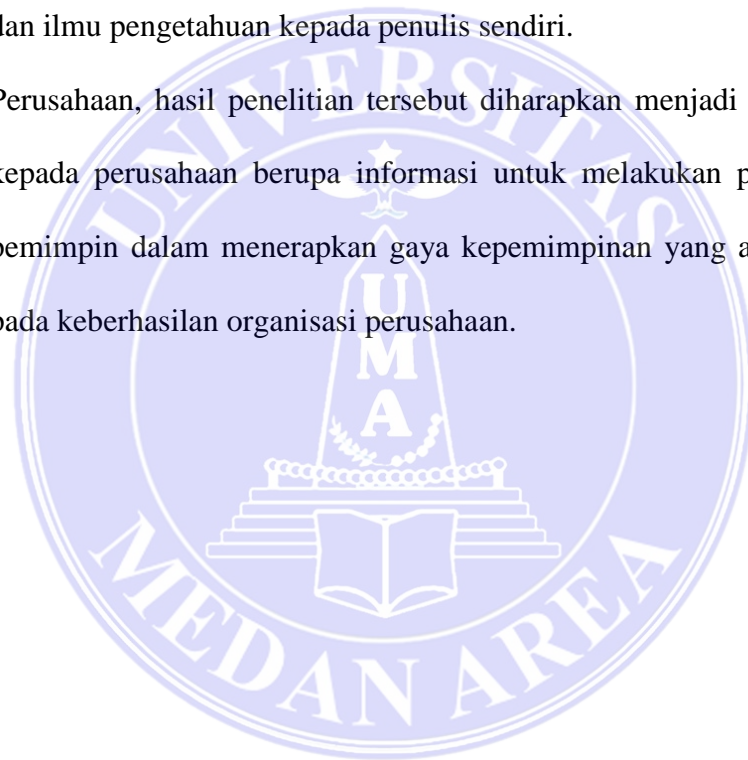 dan ilmu pengetahuan kepada penulis sendiri.
Perusahaan, hasil penelitian tersebut diharapkan menjadi
kepada perusahaan berupa informasi untuk melakukan
pemimpin dalam menerapkan gaya kepemimpinan yang
pada keberhasilan organisasi perusahaan.
UNIVERSITAS
U
M
A
MEDAN AREA